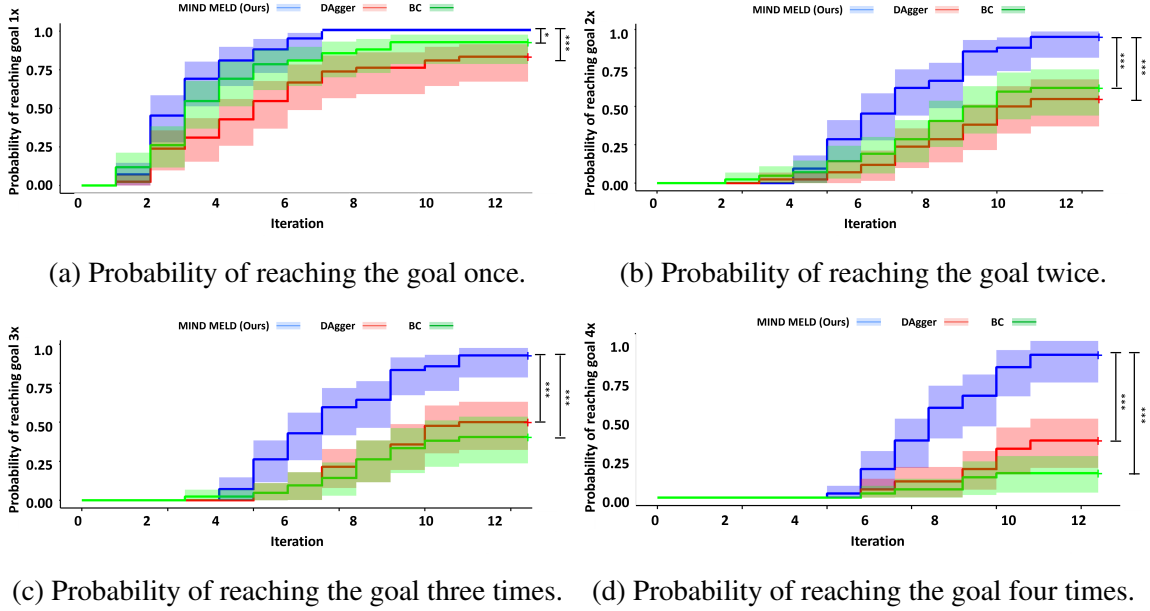 MIND MELD (Ours) DAgger BC
Probability of reaching goal 1x
1.0
0.75
0.50
0.25
0.00
0 2 4 6 8 10 12
Iteration
*
***
(a) Probability of reaching the goal once.
MIND MELD (Ours) DAgger BC
Probability of reaching goal 2x
1.0
0.75
0.50
0.25
0.00
0 2 4 6 8 10 12
Iteration
***
***
(b) Probability of reaching the goal twice.
MIND MELD (Ours) DAgger BC
Probability of reaching goal 3x
1.0
0.75
0.50
0.25
0.00
0 2 4 6 8 10 12
Iteration
***
***
(c) Probability of reaching the goal three times.
MIND MELD (Ours) DAgger BC
Probability of reaching goal 4x
1.0
0.75
0.50
0.25
0.00
0 2 4 6 8 10 12
Iteration
***
***
(d) Probability of reaching the goal four times.